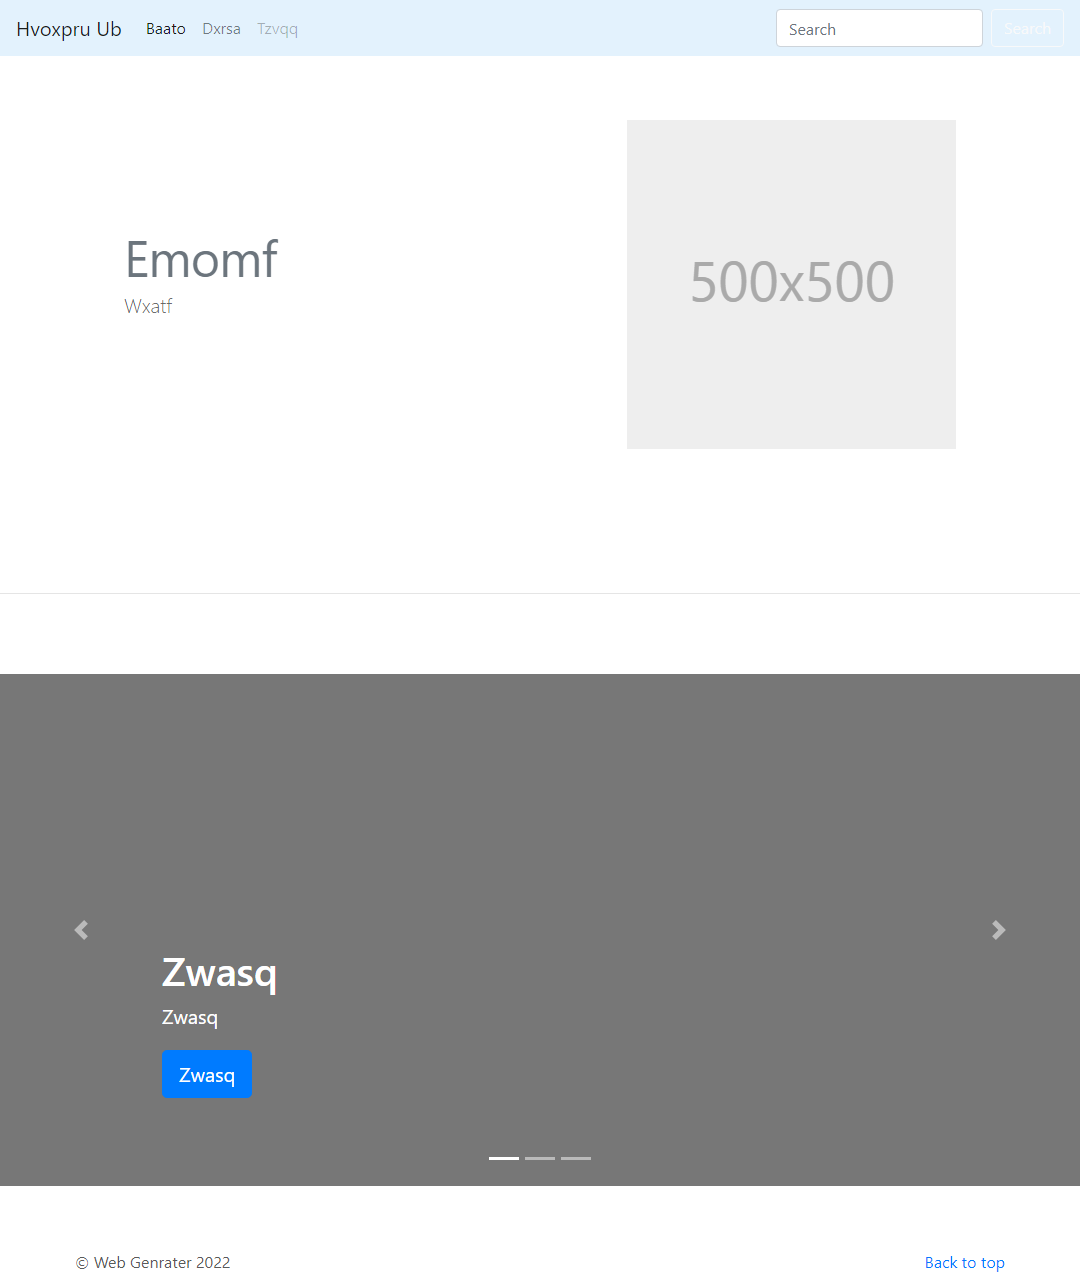 Hvoxpru Ub Baato Dxrsa Tzvqq Search Search
Emomf
Wxatf
500x500
Zwasq
Zwasq
Zwasq
© Web Genrater 2022 Back to top